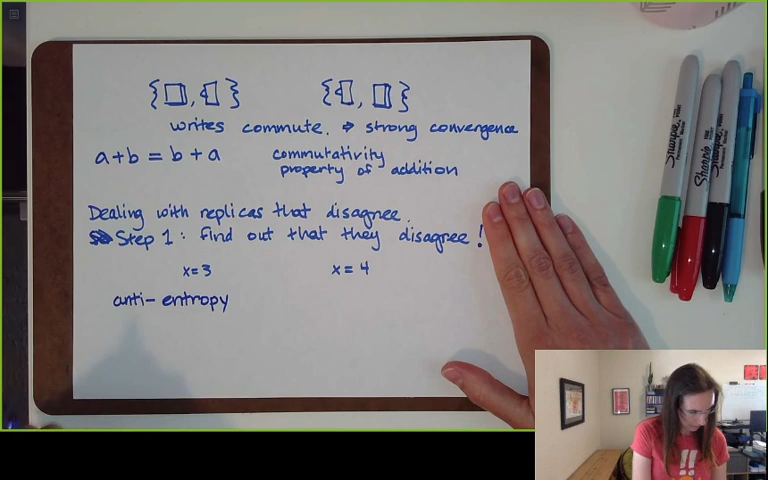 writes commute. ⇒ strong convergence
a+b = b+a commutativity
property of addition
Dealing with replicas that disagree.
Step 1: find out that they disagree!
x=3 x=4
anti-entropy
Sharpie
Sharpie
Sharpie